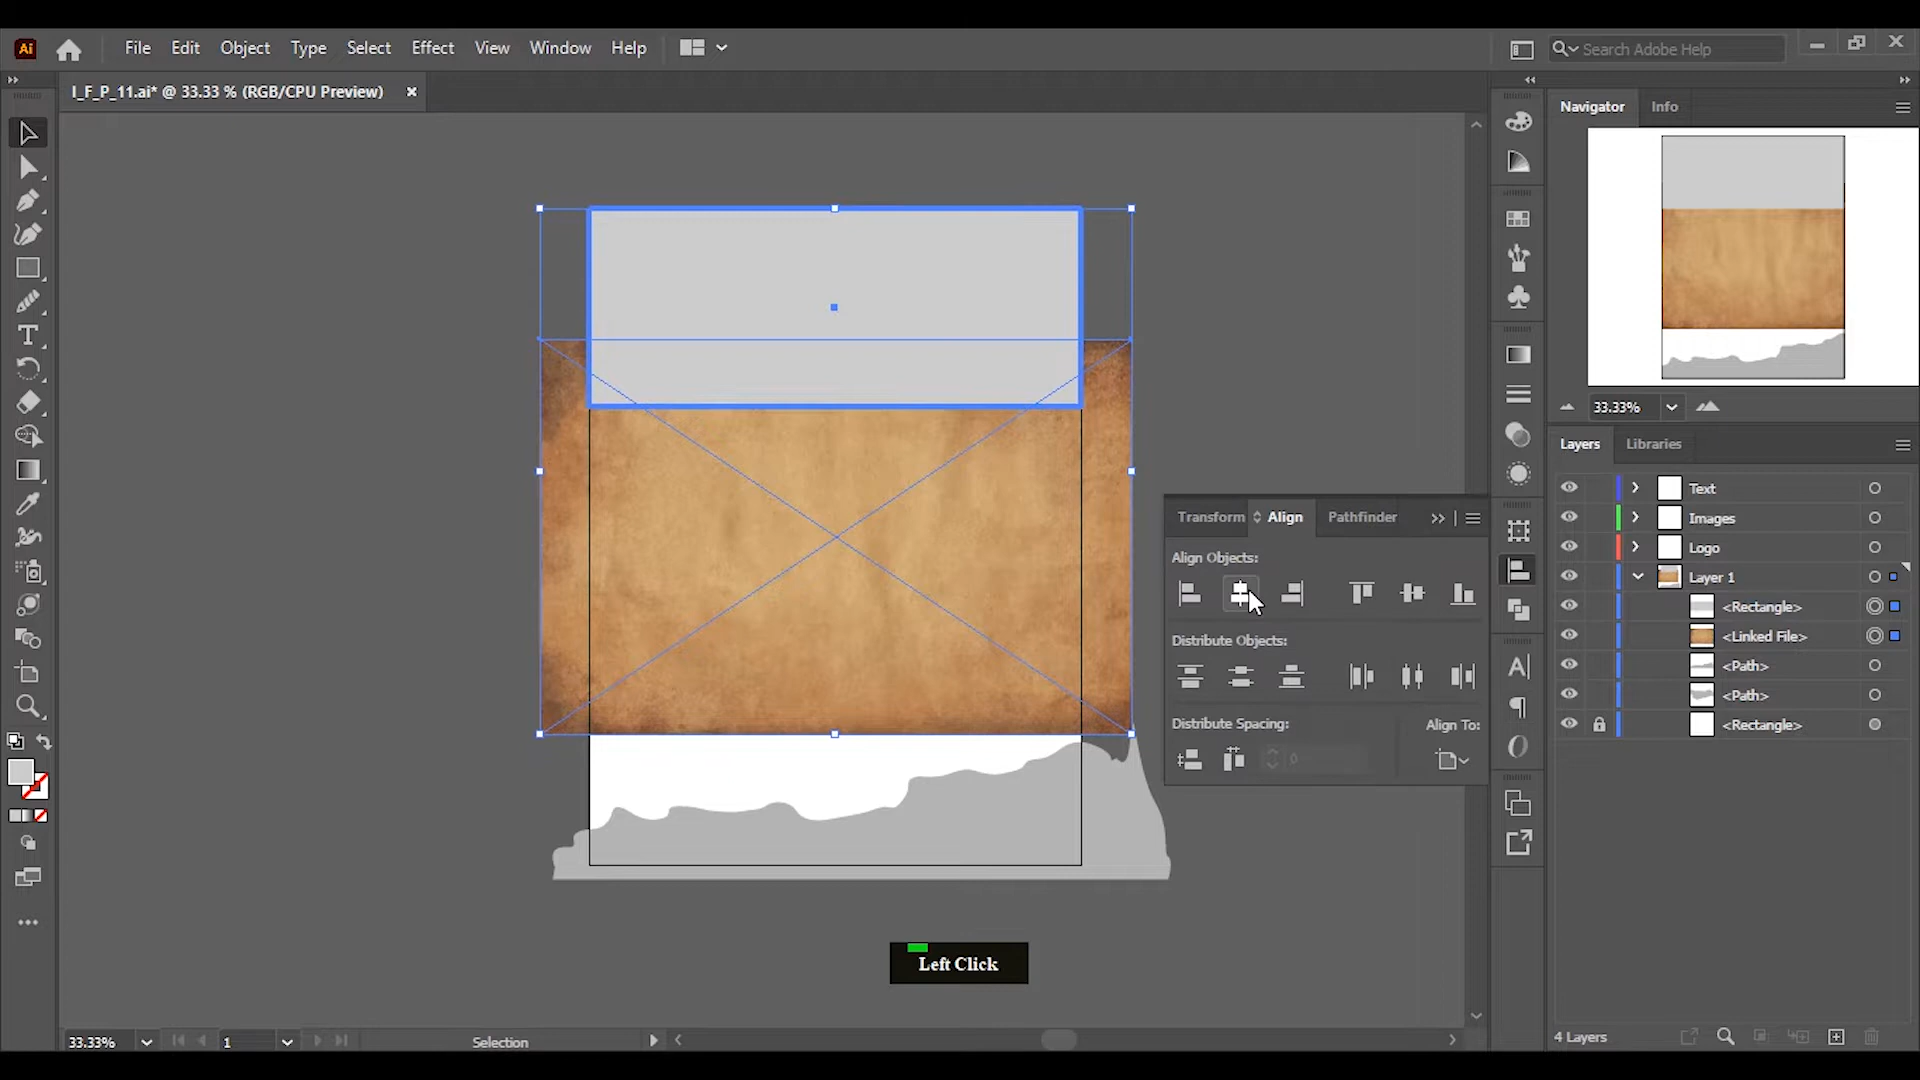 Ai File Edit Object Type Select Effect View Window Help Search Adobe Help
I_F_P_11.ai* @ 33.33 % (RGB/CPU Preview)
Navigator Info
33.33%
Layers Libraries
Text
Images
Logo
Layer 1
<Rectangle>
<Linked File>
<Path>
<Path>
<Rectangle>
Transform Align Pathfinder
Align Objects:
Distribute Objects:
Distribute Spacing: Align To:
0
Left Click
33.33% 1 Selection
4 Layers